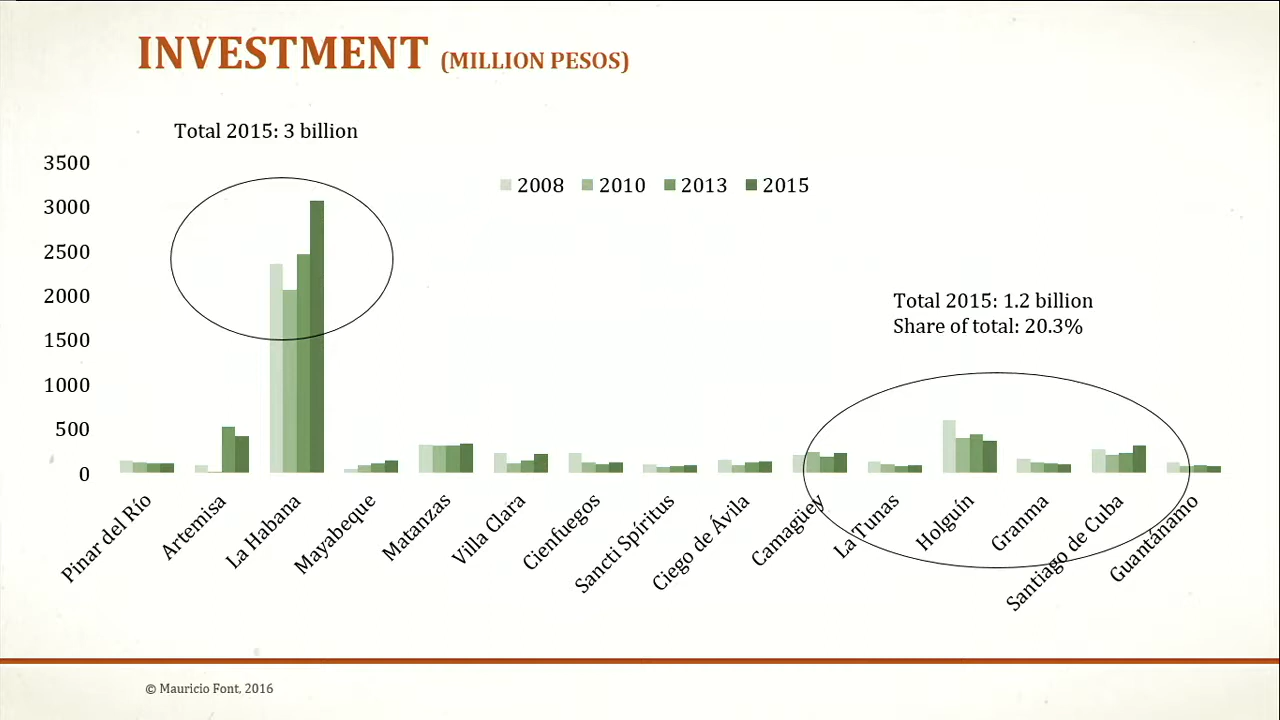 INVESTMENT (MILLION PESOS)
Total 2015: 3 billion
3500
3000
2500
2000
1500
1000
500
0
2008 2010 2013 2015
Total 2015: 1.2 billion
Share of total: 20.3%
Pinar del Río
Artemisa
La Habana
Mayabeque
Matanzas
Villa Clara
Cienfuegos
Sancti Spíritus
Ciego de Ávila
Camagüey
La Tunas
Holguín
Granma
Santiago de Cuba
Guantánamo
© Mauricio Font, 2016